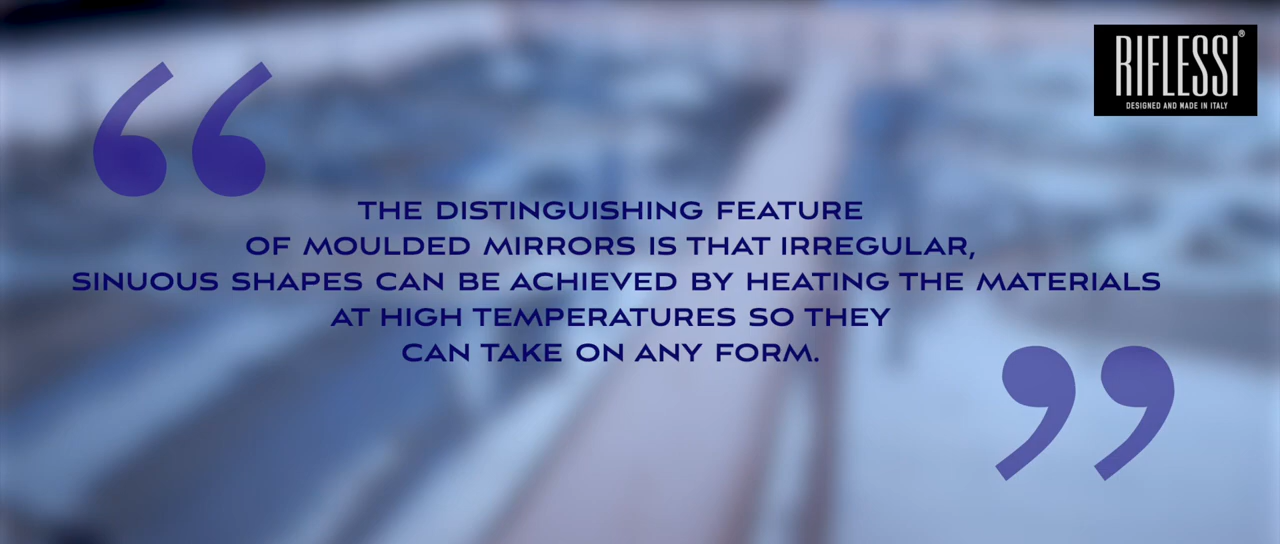 RIFLESSI®
DESIGNED AND MADE IN ITALY
“
THE DISTINGUISHING FEATURE
OF MOULDED MIRRORS IS THAT IRREGULAR,
SINUOUS SHAPES CAN BE ACHIEVED BY HEATING THE MATERIALS
AT HIGH TEMPERATURES SO THEY
CAN TAKE ON ANY FORM.
”